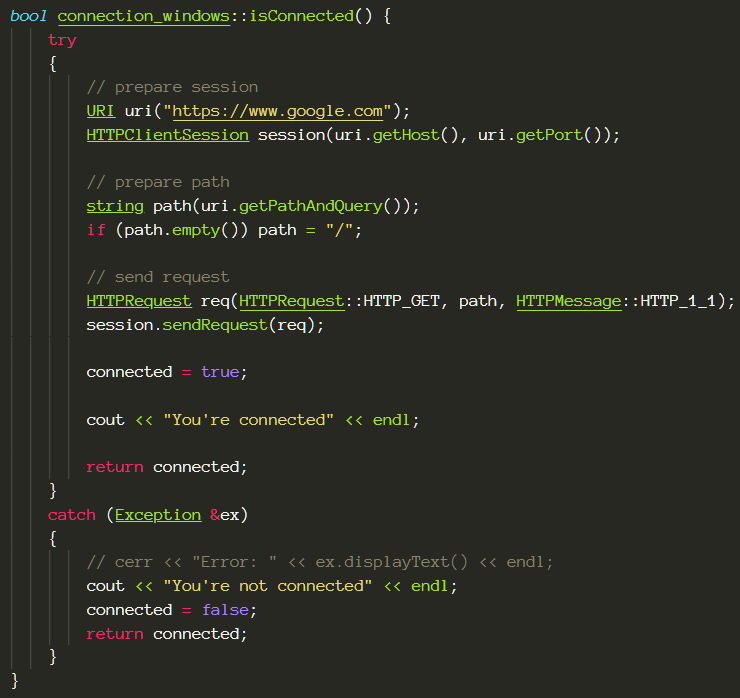 bool connection_windows::isConnected() {
    try
    {
        // prepare session
        URI uri("https://www.google.com");
        HTTPClientSession session(uri.getHost(), uri.getPort());

        // prepare path
        string path(uri.getPathAndQuery());
        if (path.empty()) path = "/";

        // send request
        HTTPRequest req(HTTPRequest::HTTP_GET, path, HTTPMessage::HTTP_1_1);
        session.sendRequest(req);

        connected = true;

        cout << "You're connected" << endl;

        return connected;
    }
    catch (Exception &ex)
    {
        // cerr << "Error: " << ex.displayText() << endl;
        cout << "You're not connected" << endl;
        connected = false;
        return connected;
    }
}